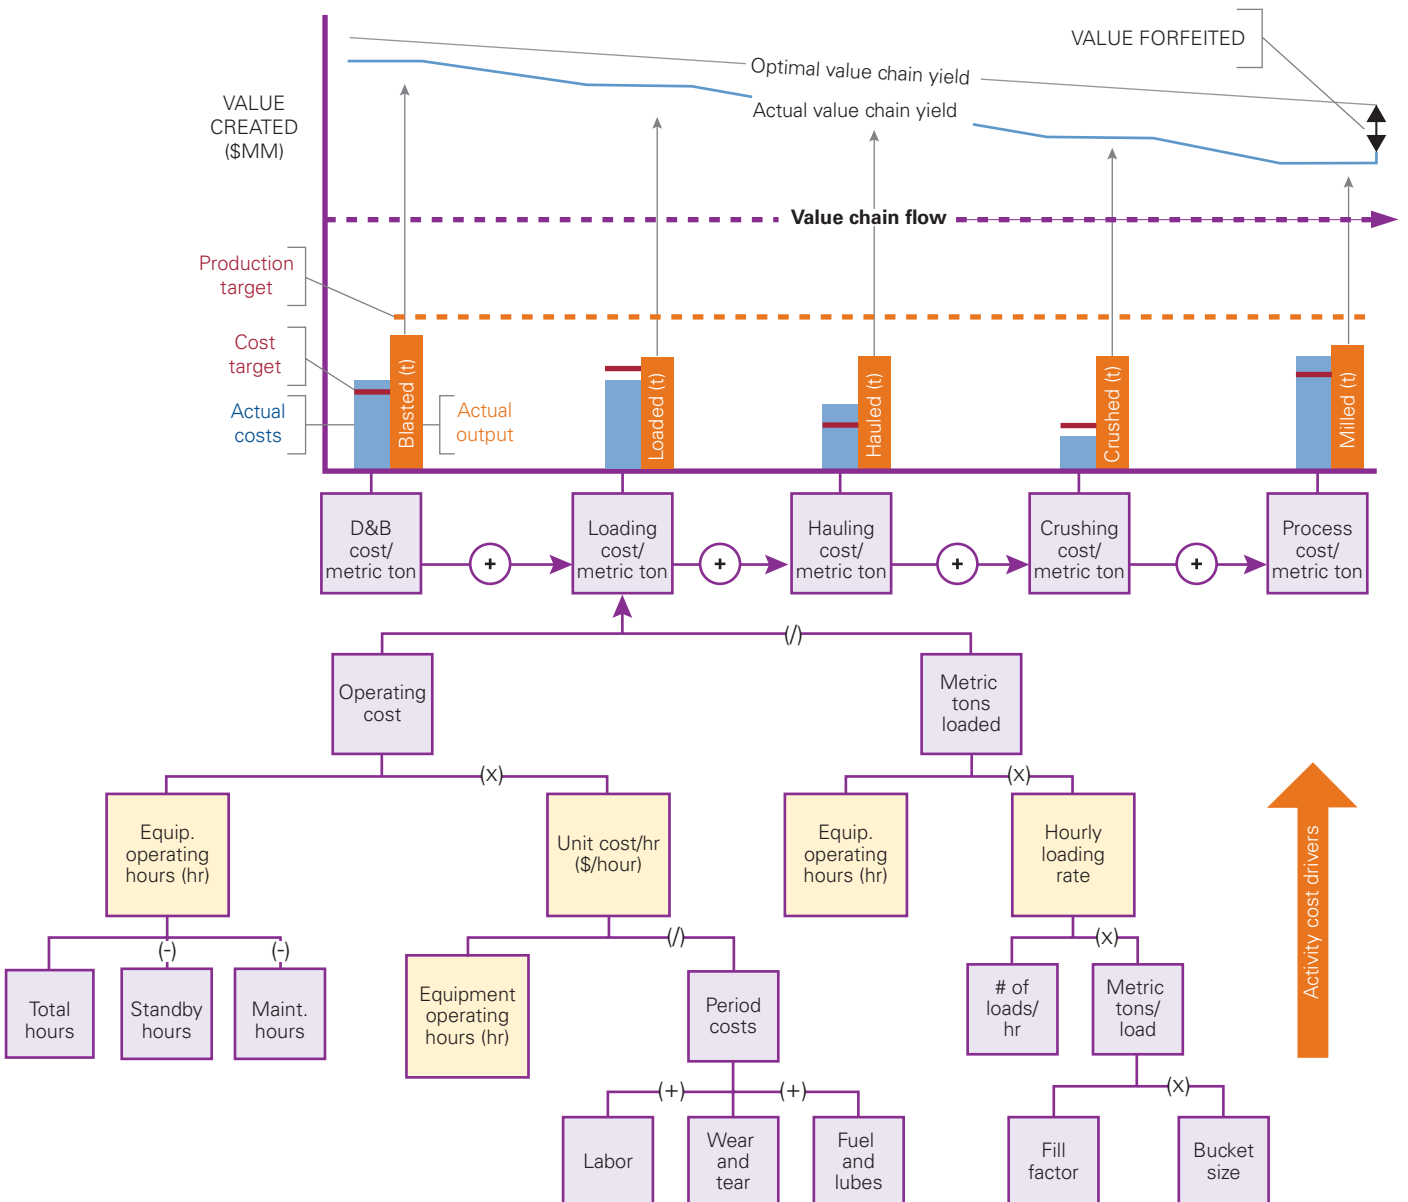 VALUE FORFEITED
Optimal value chain yield
Actual value chain yield
VALUE
CREATED
($MM)
Value chain flow
Production
target
Cost
target
Actual
costs
Actual
output
Blasted (t)
Loaded (t)
Hauled (t)
Crushed (t)
Milled (t)
D&B
cost/
metric ton
+
Loading
cost/
metric ton
+
Hauling
cost/
metric ton
+
Crushing
cost/
metric ton
+
Process
cost/
metric ton
(/)
Operating
cost
Metric
tons
loaded
(x)
(x)
Equip.
operating
hours (hr)
Unit cost/hr
($/hour)
Equip.
operating
hours (hr)
Hourly
loading
rate
Activity cost drivers
(-)
(-)
(/)
(x)
Total
hours
Standby
hours
Maint.
hours
Equipment
operating
hours (hr)
Period
costs
# of
loads/
hr
Metric
tons/
load
(+)
(+)
(x)
Labor
Wear
and
tear
Fuel
and
lubes
Fill
factor
Bucket
size